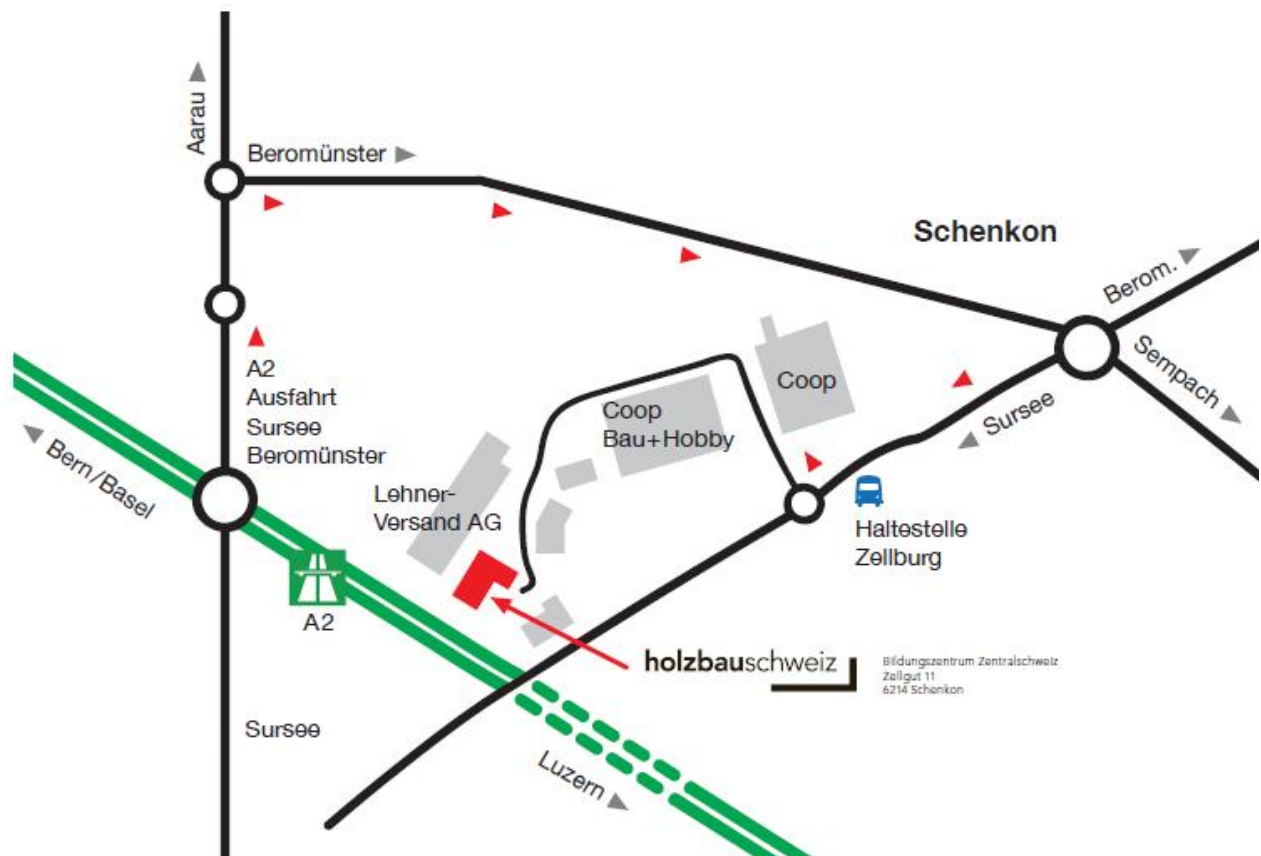 Aarau
Beromünster
Schenkon
Berom.
Sempach
Sursee
A2
Ausfahrt
Sursee
Beromünster
Coop
Coop
Bau+Hobby
Bern/Basel
Lehner-
Versand AG
Haltestelle
Zellburg
A2
holzbauschweiz
Bildungszentrum Zentralschweiz
Zellgut 11
6214 Schenkon
Sursee
Luzern